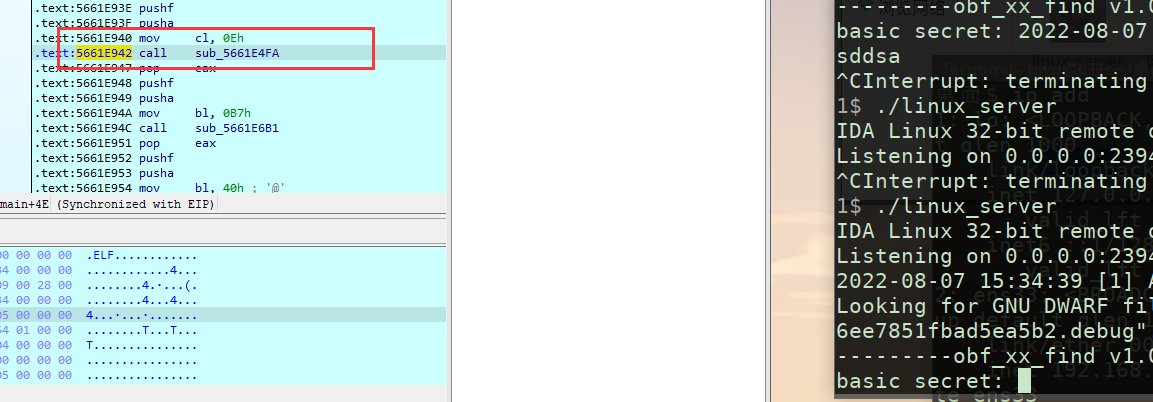 .text:5661E93E pushf
.text:5661E93F pusha
.text:5661E940 mov cl, 0Eh
.text:5661E942 call sub_5661E4FA
.text:5661E947 pop eax
.text:5661E948 pushf
.text:5661E949 pusha
.text:5661E94A mov bl, 0B7h
.text:5661E94C call sub_5661E6B1
.text:5661E951 pop eax
.text:5661E952 pushf
.text:5661E953 pusha
.text:5661E954 mov bl, 40h ; '@'
main+4E (Synchronized with EIP)
00 00 00 00 .ELF............
34 00 00 00 ............4...
09 00 28 00 ........4.·...(.
34 00 00 00 ........4...4...
05 00 00 00 4...·...·.......
54 01 00 00 ........T...T...
04 00 00 00 T...............
00 00 00 00 ................
05 00 00 00 ................
---------obf_xx_find v1.0
basic secret: 2022-08-07
sddsa
^CInterrupt: terminating
1$ ./linux_server
IDA Linux 32-bit remote
Listening on 0.0.0.0:2394
^CInterrupt: terminating
1$ ./linux_server
IDA Linux 32-bit remote
Listening on 0.0.0.0:2394
2022-08-07 15:34:39 [1]
Looking for GNU DWARF fil
6ee7851fbad5ea5b2.debug"
---------obf_xx_find v1.0
basic secret: